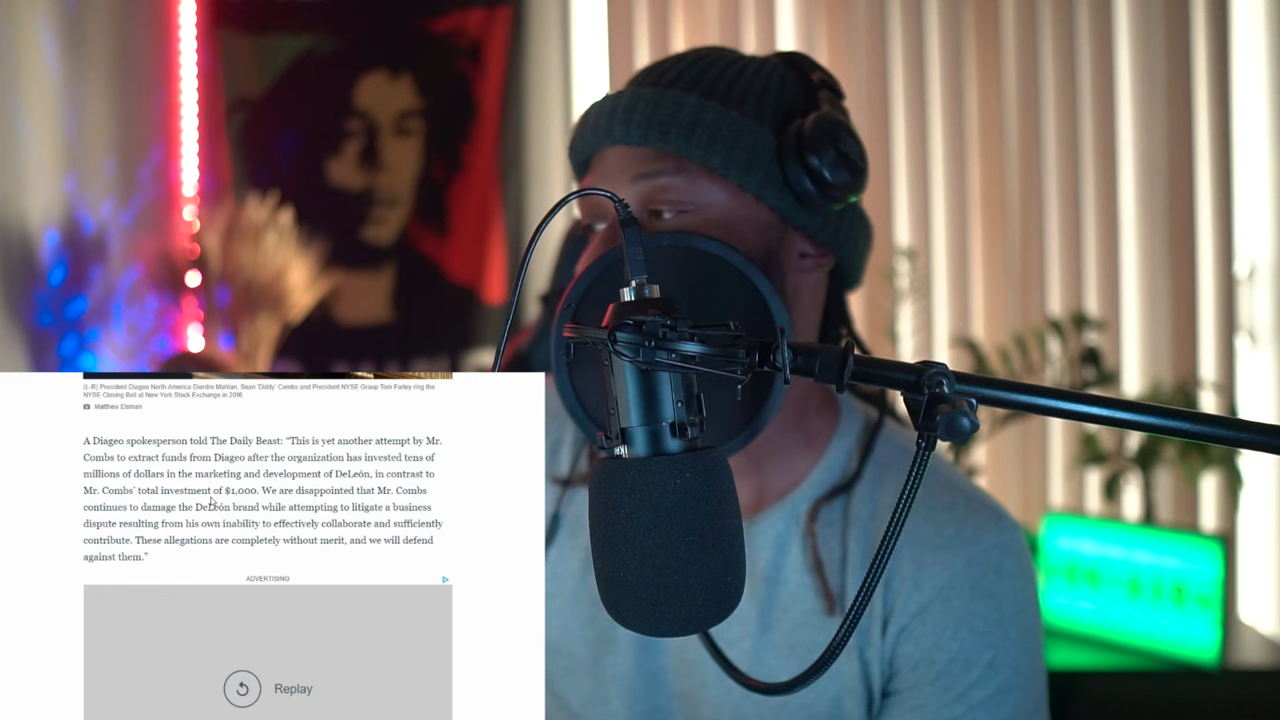 (L-R) President Diageo North America Dierdre Mahlan, Sean 'Diddy' Combs and President NYSE Group Tom Farley ring the
NYSE Closing Bell at New York Stock Exchange in 2016
Matthew Eisman
A Diageo spokesperson told The Daily Beast: “This is yet another attempt by Mr.
Combs to extract funds from Diageo after the organization has invested tens of
millions of dollars in the marketing and development of DeLeón, in contrast to
Mr. Combs’ total investment of $1,000. We are disappointed that Mr. Combs
continues to damage the DeLeón brand while attempting to litigate a business
dispute resulting from his own inability to effectively collaborate and sufficiently
contribute. These allegations are completely without merit, and we will defend
against them.”
ADVERTISING
Replay